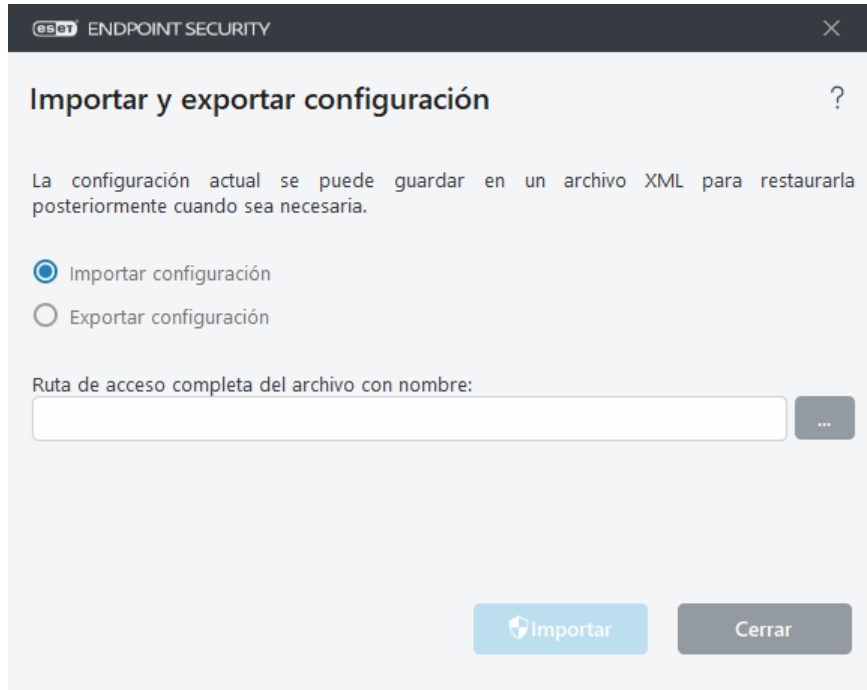 eset ENDPOINT SECURITY
Importar y exportar configuración
?
La configuración actual se puede guardar en un archivo XML para restaurarla
posteriormente cuando sea necesaria.
Importar configuración
Exportar configuración
Ruta de acceso completa del archivo con nombre:
...
Importar Cerrar